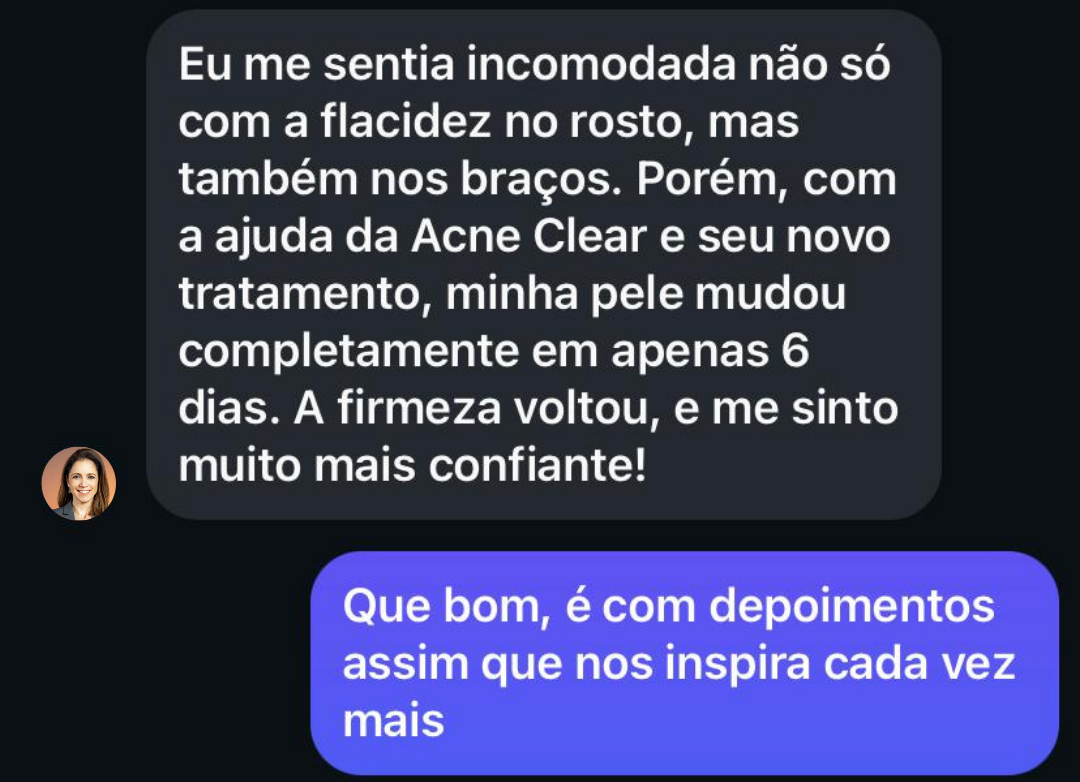 Eu me sentia incomodada não só
com a flacidez no rosto, mas
também nos braços. Porém, com
a ajuda da Acne Clear e seu novo
tratamento, minha pele mudou
completamente em apenas 6
dias. A firmeza voltou, e me sinto
muito mais confiante!
Que bom, é com depoimentos
assim que nos inspira cada vez
mais